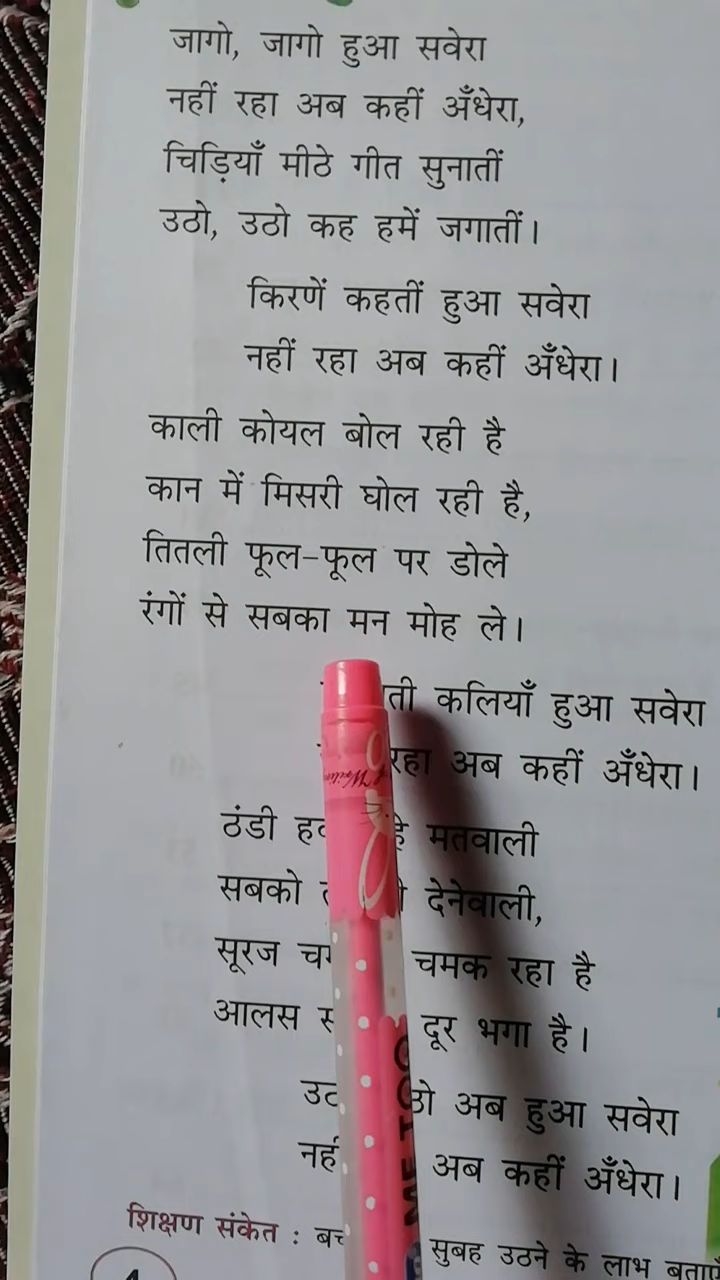 जागो, जागो हुआ सवेरा
नहीं रहा अब कहीं अँधेरा,
चिड़ियाँ मीठे गीत सुनातीं
उठो, उठो कह हमें जगातीं।
किरणें कहतीं हुआ सवेरा
नहीं रहा अब कहीं अँधेरा।
काली कोयल बोल रही है
कान में मिसरी घोल रही है,
तितली फूल-फूल पर डोले
रंगों से सबका मन मोह ले।
कलियाँ हुआ सवेरा
रहा अब कहीं अँधेरा।
ठंडी है मतवाली
सबको देनेवाली,
सूरज चमक रहा है
आलस दूर भगा है।
अब हुआ सवेरा
अब कहीं अँधेरा।
शिक्षण संकेत : सुबह उठने के लाभ
ME TOO